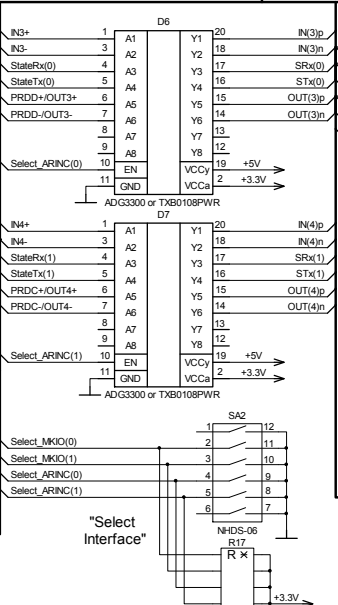 D6
IN3+ 1 A1 Y1 20 IN(3)p
IN3- 3 A2 Y2 18 IN(3)n
StateRx(0) 4 A3 Y3 17 SRx(0)
StateTx(0) 5 A4 Y4 16 STx(0)
PRDD+/OUT3+ 6 A5 Y5 15 OUT(3)p
PRDD-/OUT3- 7 A6 Y6 14 OUT(3)n
8 A7 Y7 13
9 A8 Y8 12
Select_ARINC(0) 10 EN VCCy 19 +5V
11 GND VCCa 2 +3.3V
ADG3300 or TXB0108PWR
D7
IN4+ 1 A1 Y1 20 IN(4)p
IN4- 3 A2 Y2 18 IN(4)n
StateRx(1) 4 A3 Y3 17 SRx(1)
StateTx(1) 5 A4 Y4 16 STx(1)
PRDC+/OUT4+ 6 A5 Y5 15 OUT(4)p
PRDC-/OUT4- 7 A6 Y6 14 OUT(4)n
8 A7 Y7 13
9 A8 Y8 12
Select_ARINC(1) 10 EN VCCy 19 +5V
11 GND VCCa 2 +3.3V
ADG3300 or TXB0108PWR
SA2
1 12
Select_MKIO(0) 2 11
Select_MKIO(1) 3 10
Select_ARINC(0) 4 9
Select_ARINC(1) 5 8
6 7
"Select
Interface"
NHDS-06
R17
R ×
+3.3V